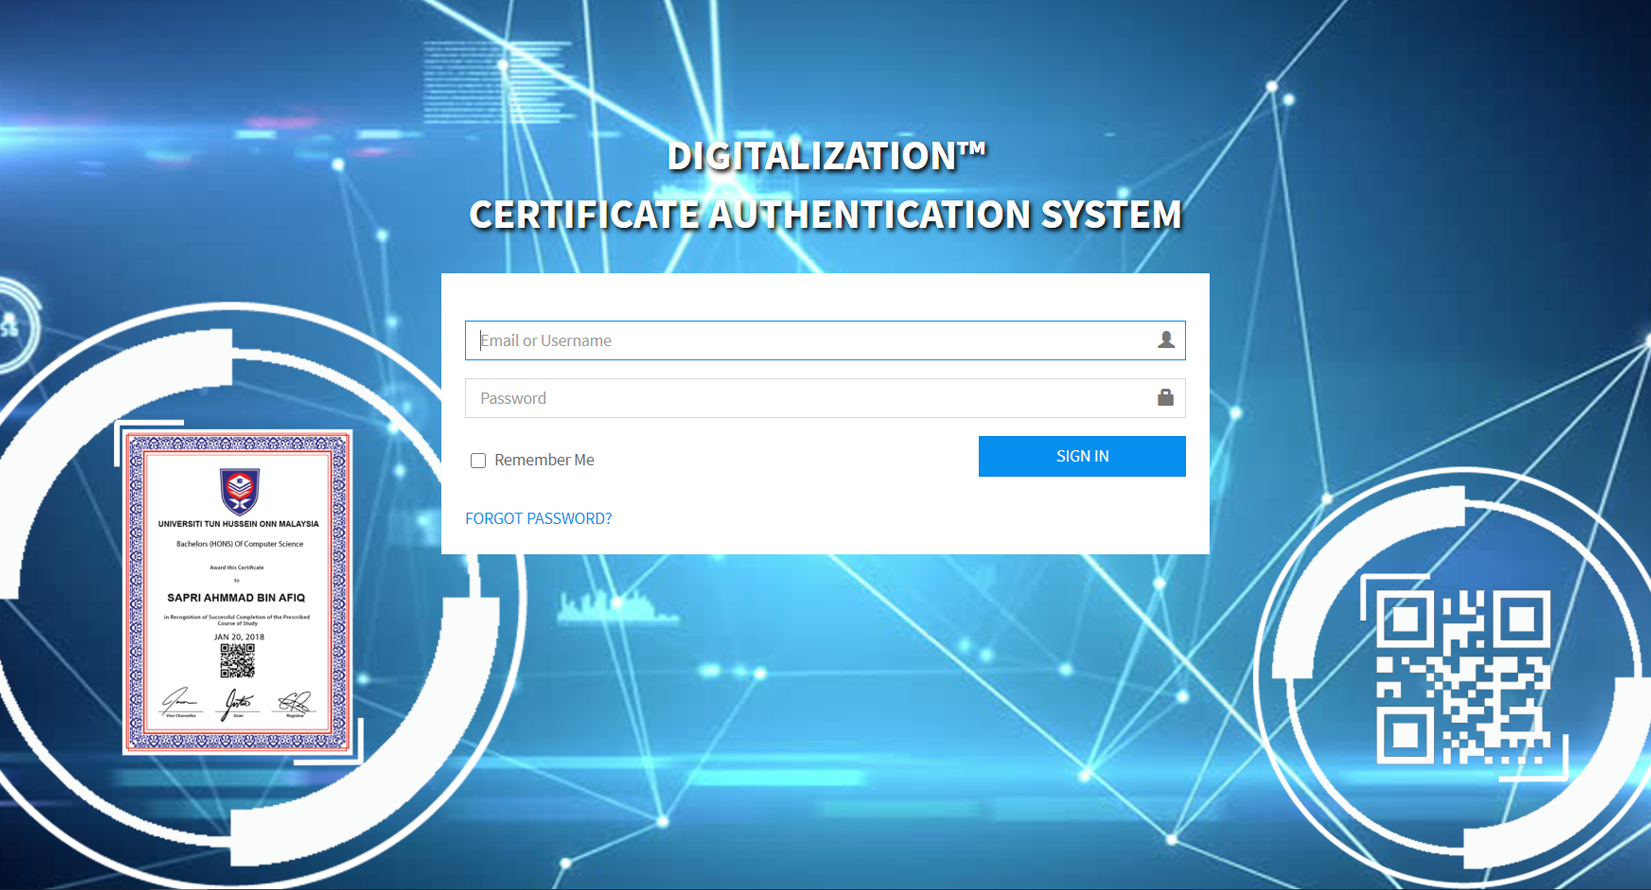 DIGITALIZATION™
CERTIFICATE AUTHENTICATION SYSTEM
Email or Username
Password
Remember Me
SIGN IN
FORGOT PASSWORD?
UNIVERSITI TUN HUSSEIN ONN MALAYSIA
Bachelors (HONS) Of Computer Science
Award this Certificate
to
SAPRI AHMMAD BIN AFIQ
in Recognition of Successful Completion of the Prescribed
Course of Study
JAN 20, 2018
Vice Chancellor
Dean
Registrar